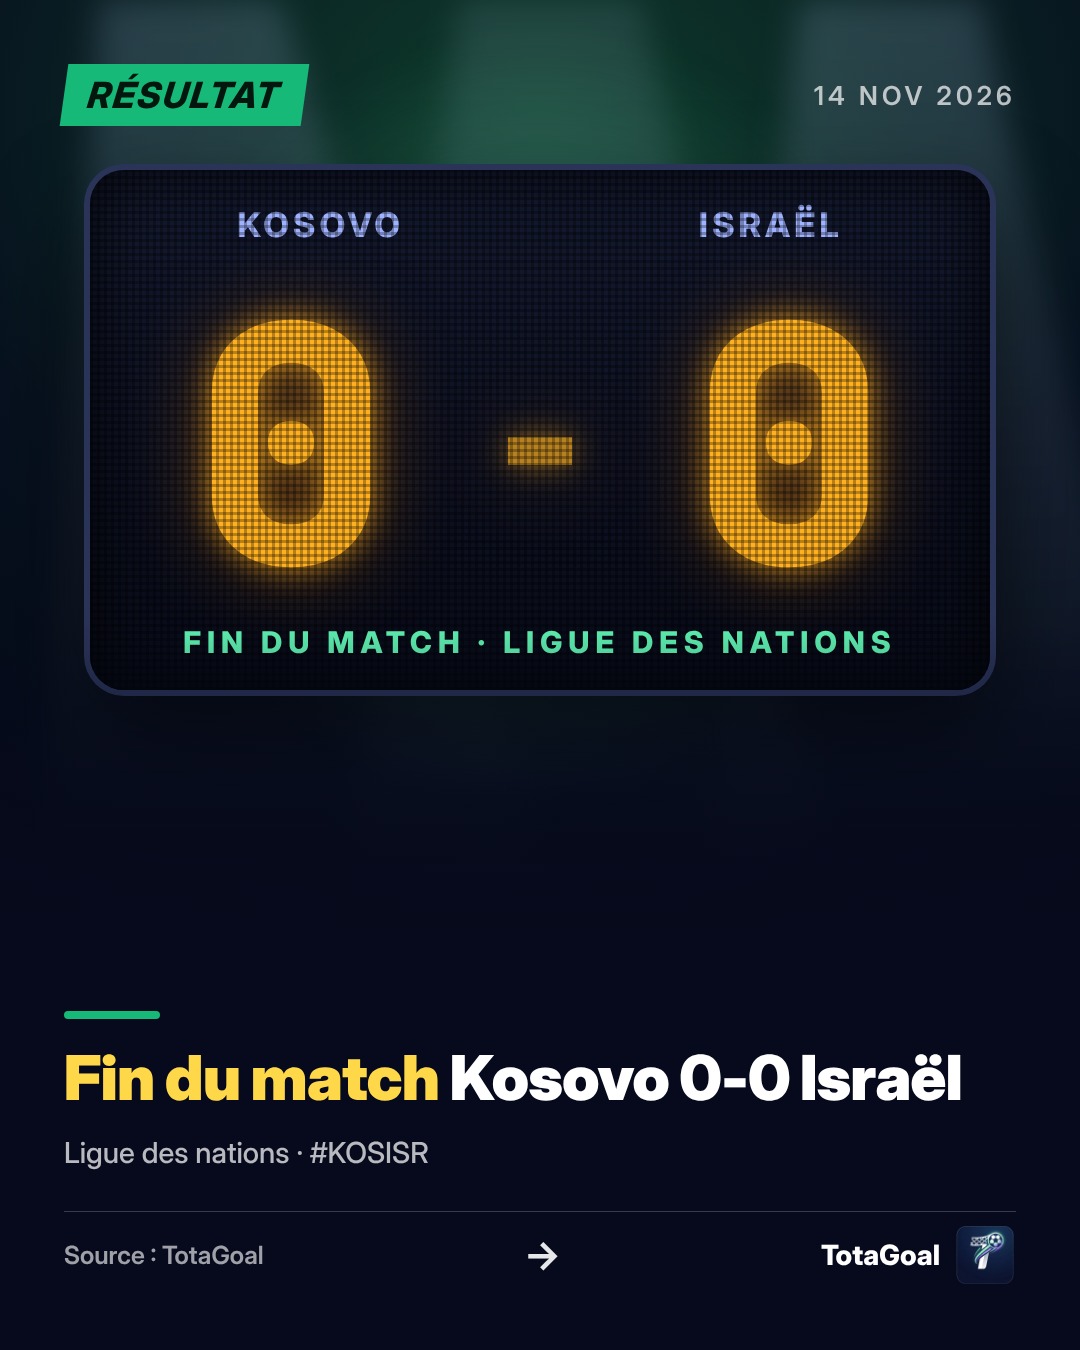 RÉSULTAT
14 NOV 2026
KOSOVO
ISRAËL
0 - 0
FIN DU MATCH · LIGUE DES NATIONS
Fin du match Kosovo 0-0 Israël
Ligue des nations · #KOSISR
Source : TotaGoal
→
TotaGoal